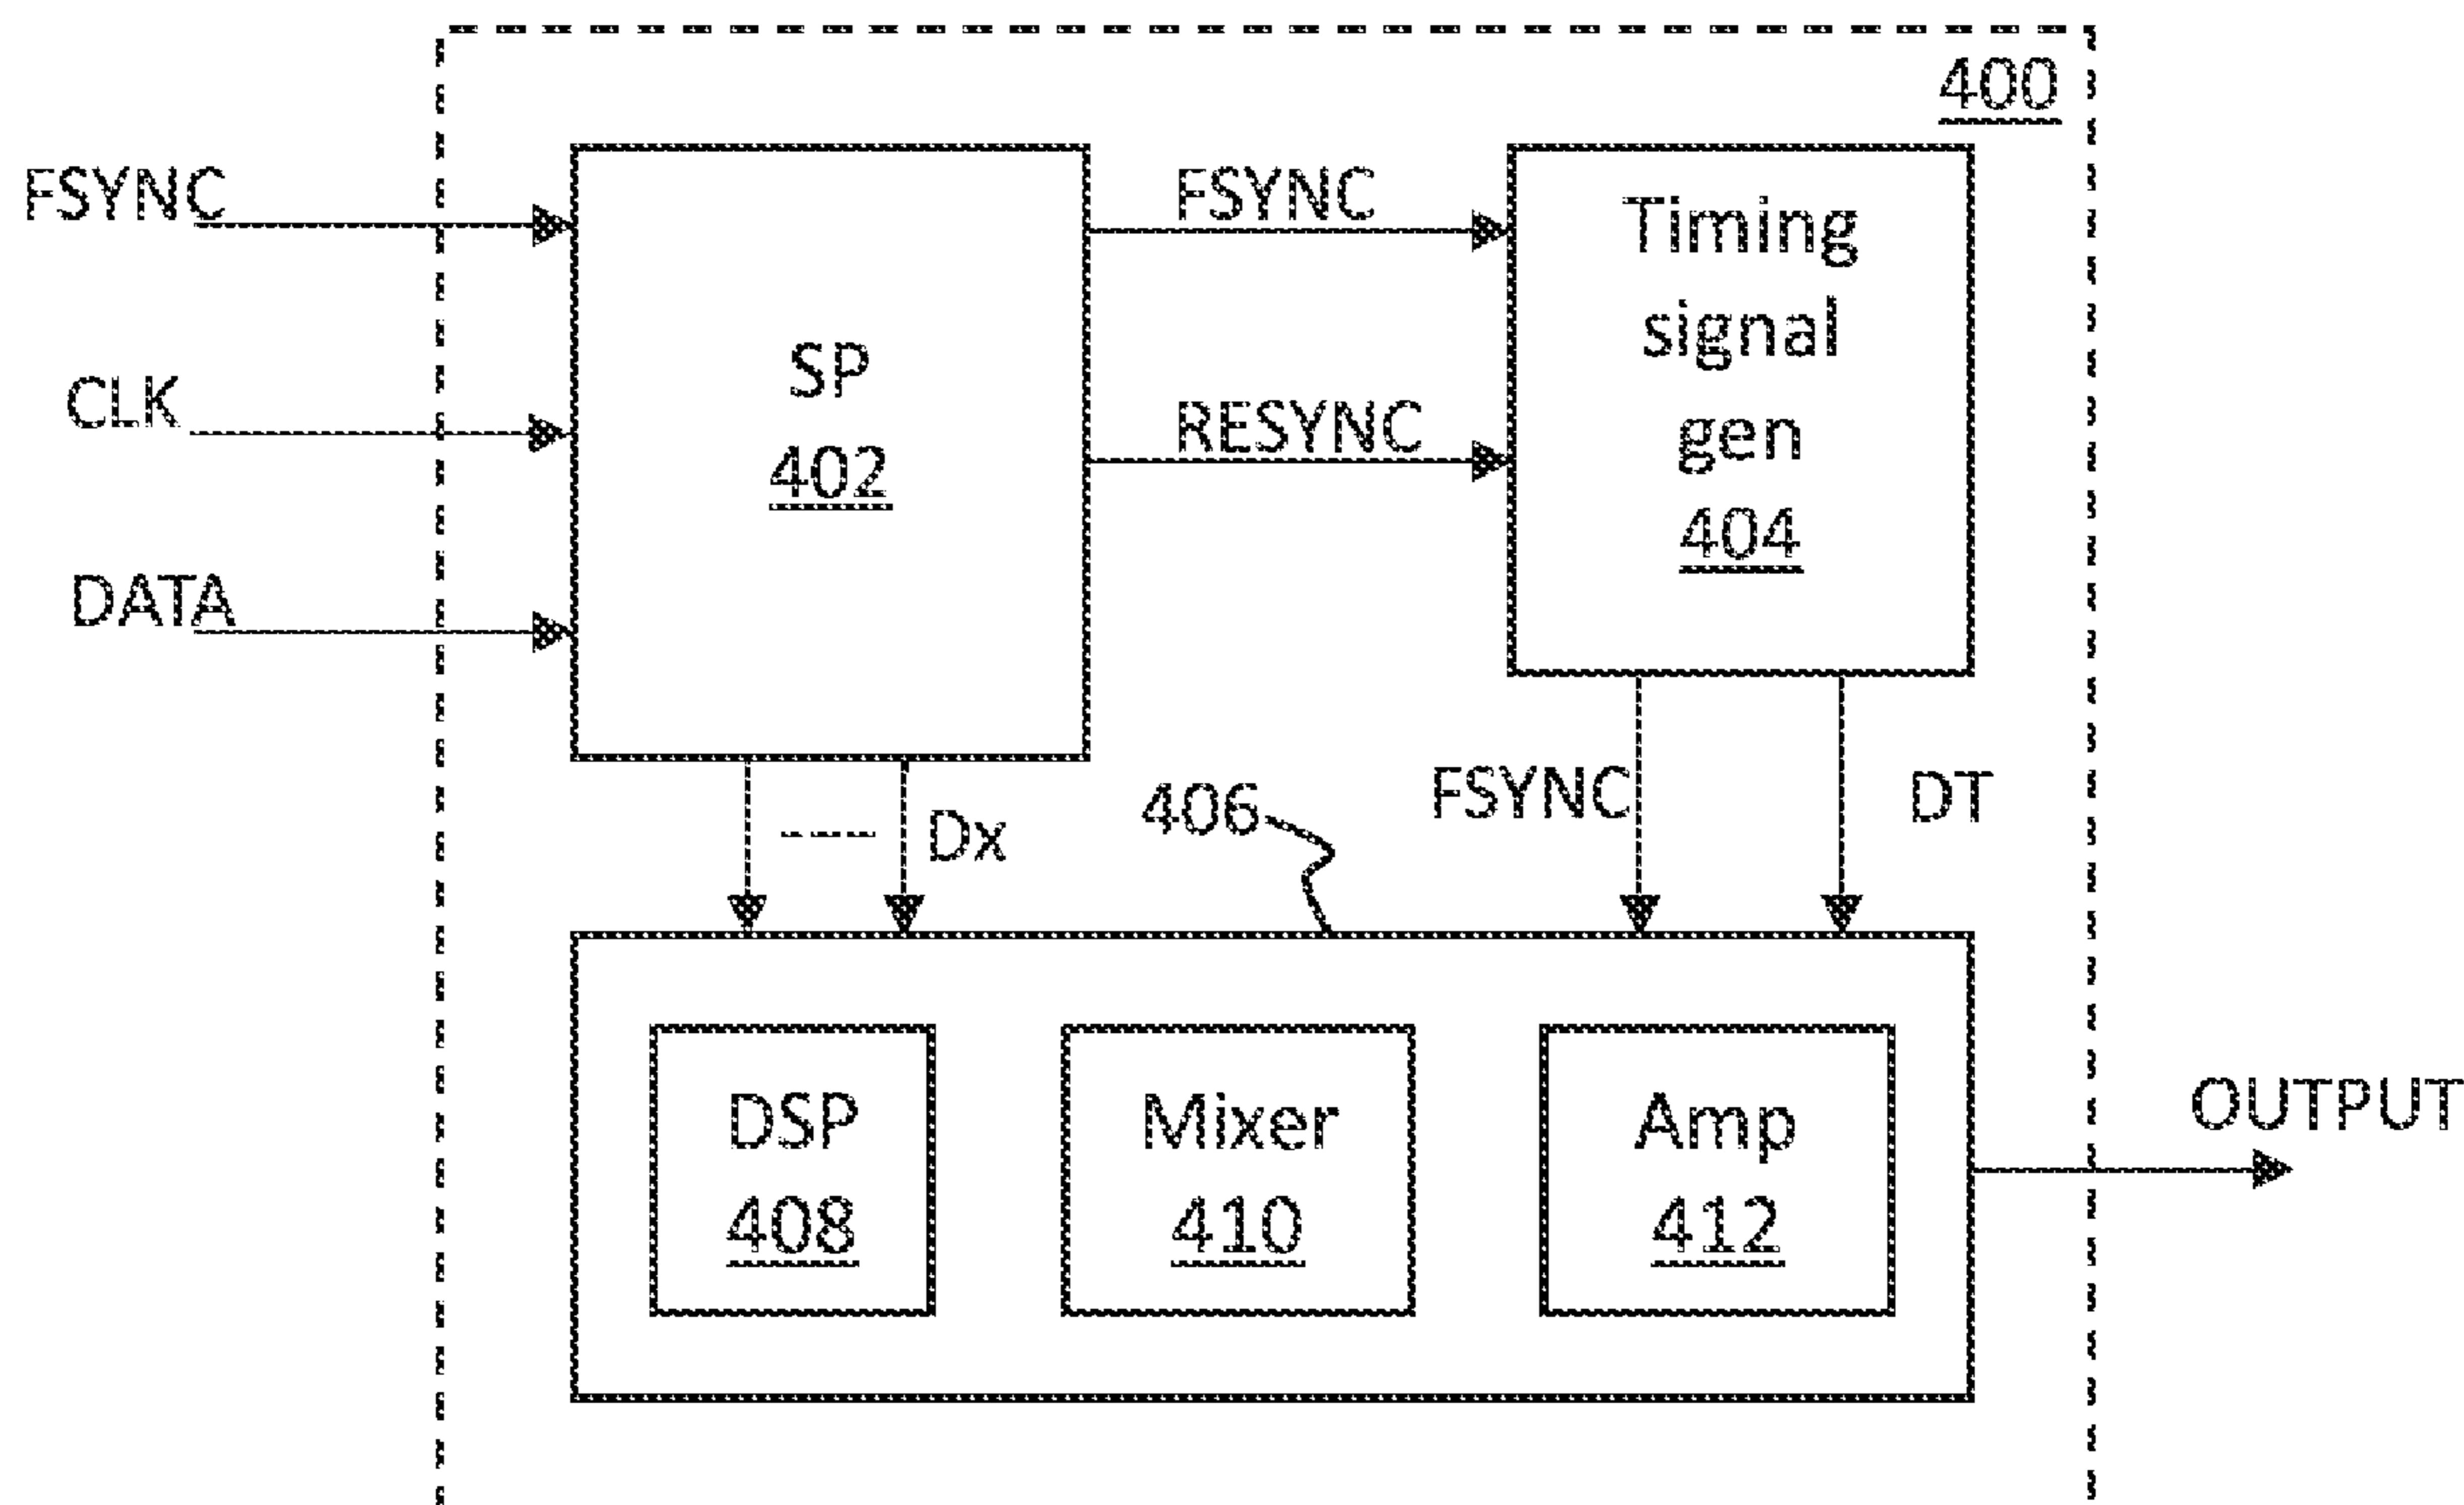 400
FSYNC
CLK
DATA
SP
402
FSYNC
RESYNC
Timing
signal
gen
404
Dx
406
FSYNC
DT
DSP
408
Mixer
410
Amp
412
OUTPUT